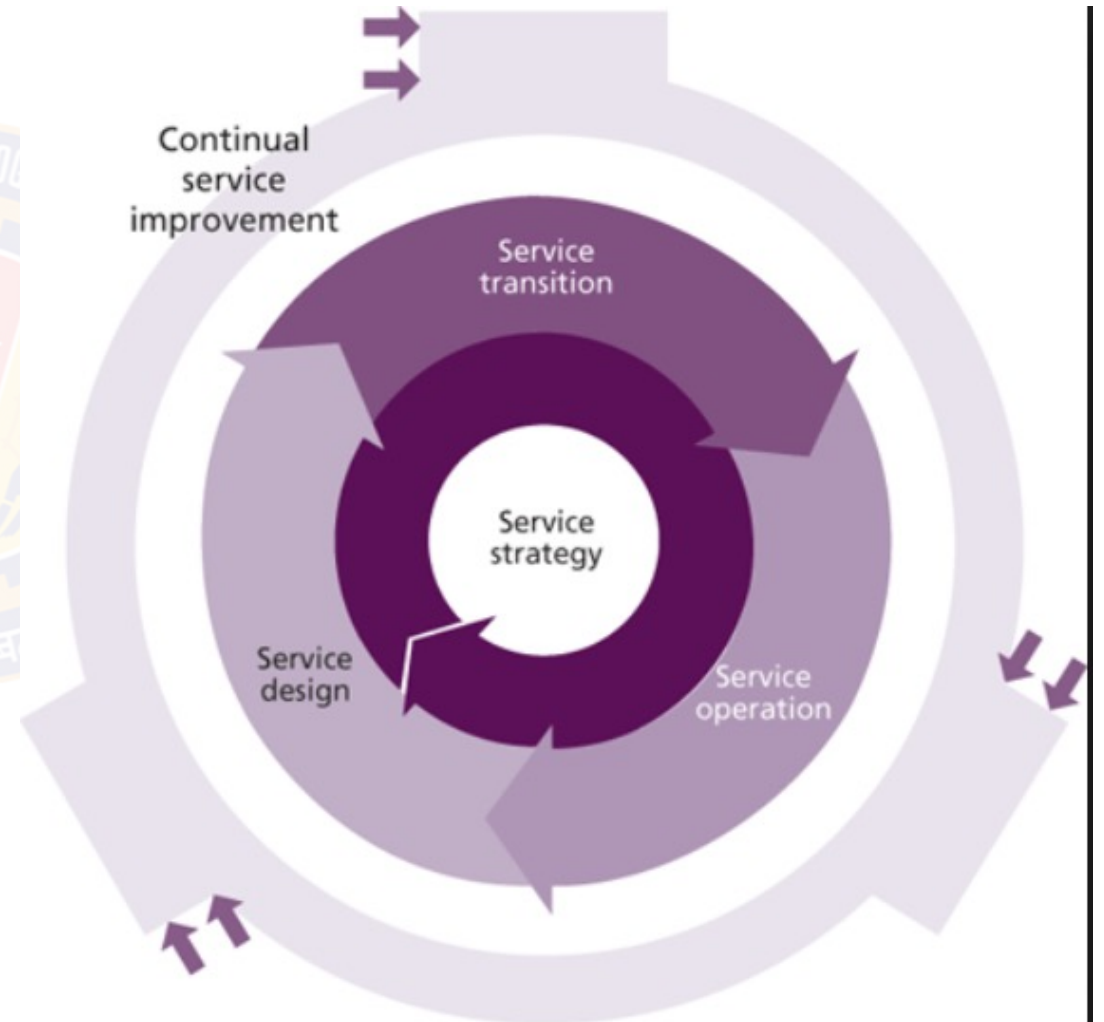 Continual
service
improvement
Service
transition
Service
strategy
Service
design
Service
operation